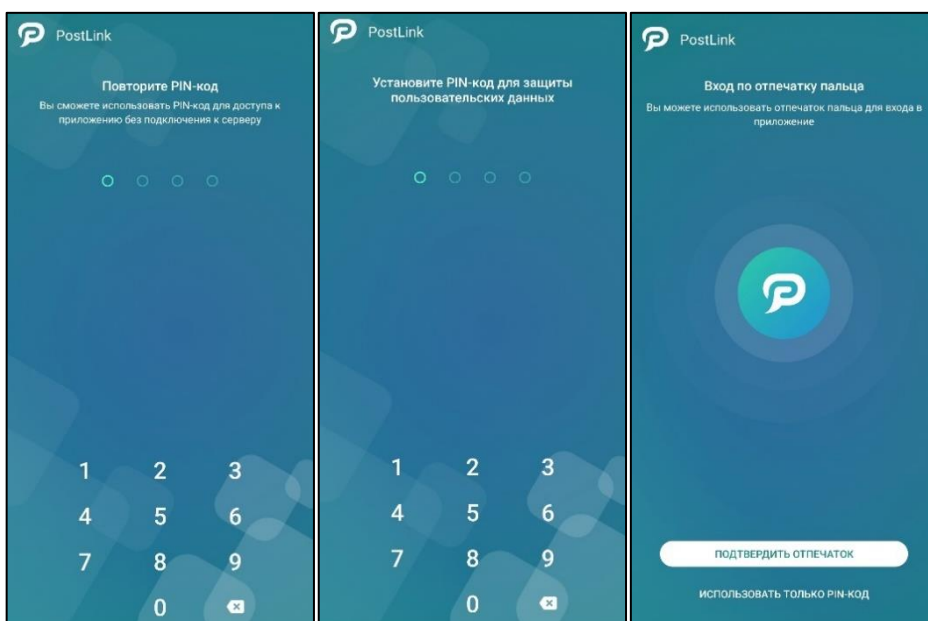 PostLink
Повторите PIN-код
Вы сможете использовать PIN-код для доступа к
приложению без подключения к серверу
1 2 3
4 5 6
7 8 9
0
PostLink
Установите PIN-код для защиты
пользовательских данных
1 2 3
4 5 6
7 8 9
0
PostLink
Вход по отпечатку пальца
Вы можете использовать отпечаток пальца для входа в
приложение
ПОДТВЕРДИТЬ ОТПЕЧАТОК
ИСПОЛЬЗОВАТЬ ТОЛЬКО PIN-КОД